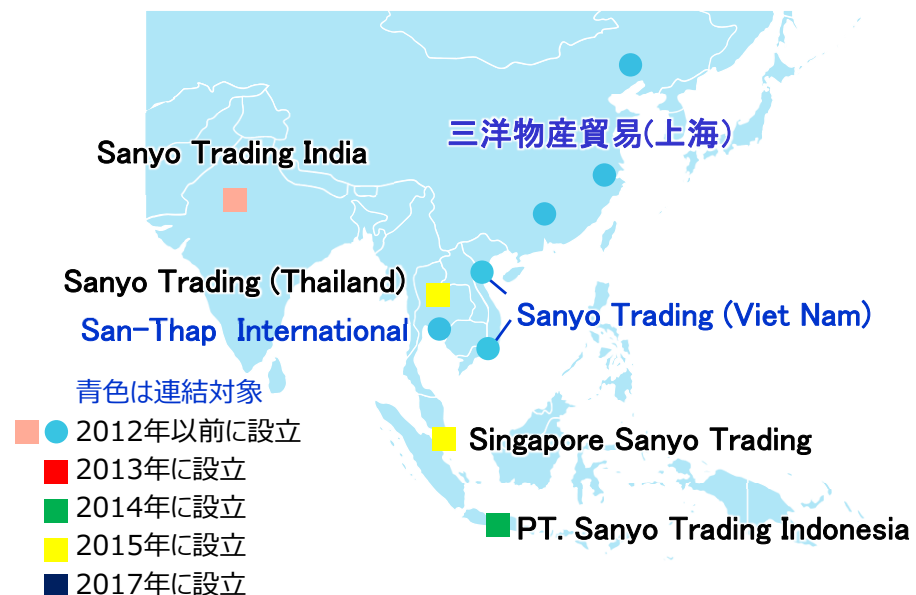 三洋物産貿易(上海)
Sanyo Trading India
Sanyo Trading (Thailand)
San-Thap International
Sanyo Trading (Viet Nam)
青色は連結対象
2012年以前に設立
2013年に設立
2014年に設立
2015年に設立
2017年に設立
Singapore Sanyo Trading
PT. Sanyo Trading Indonesia